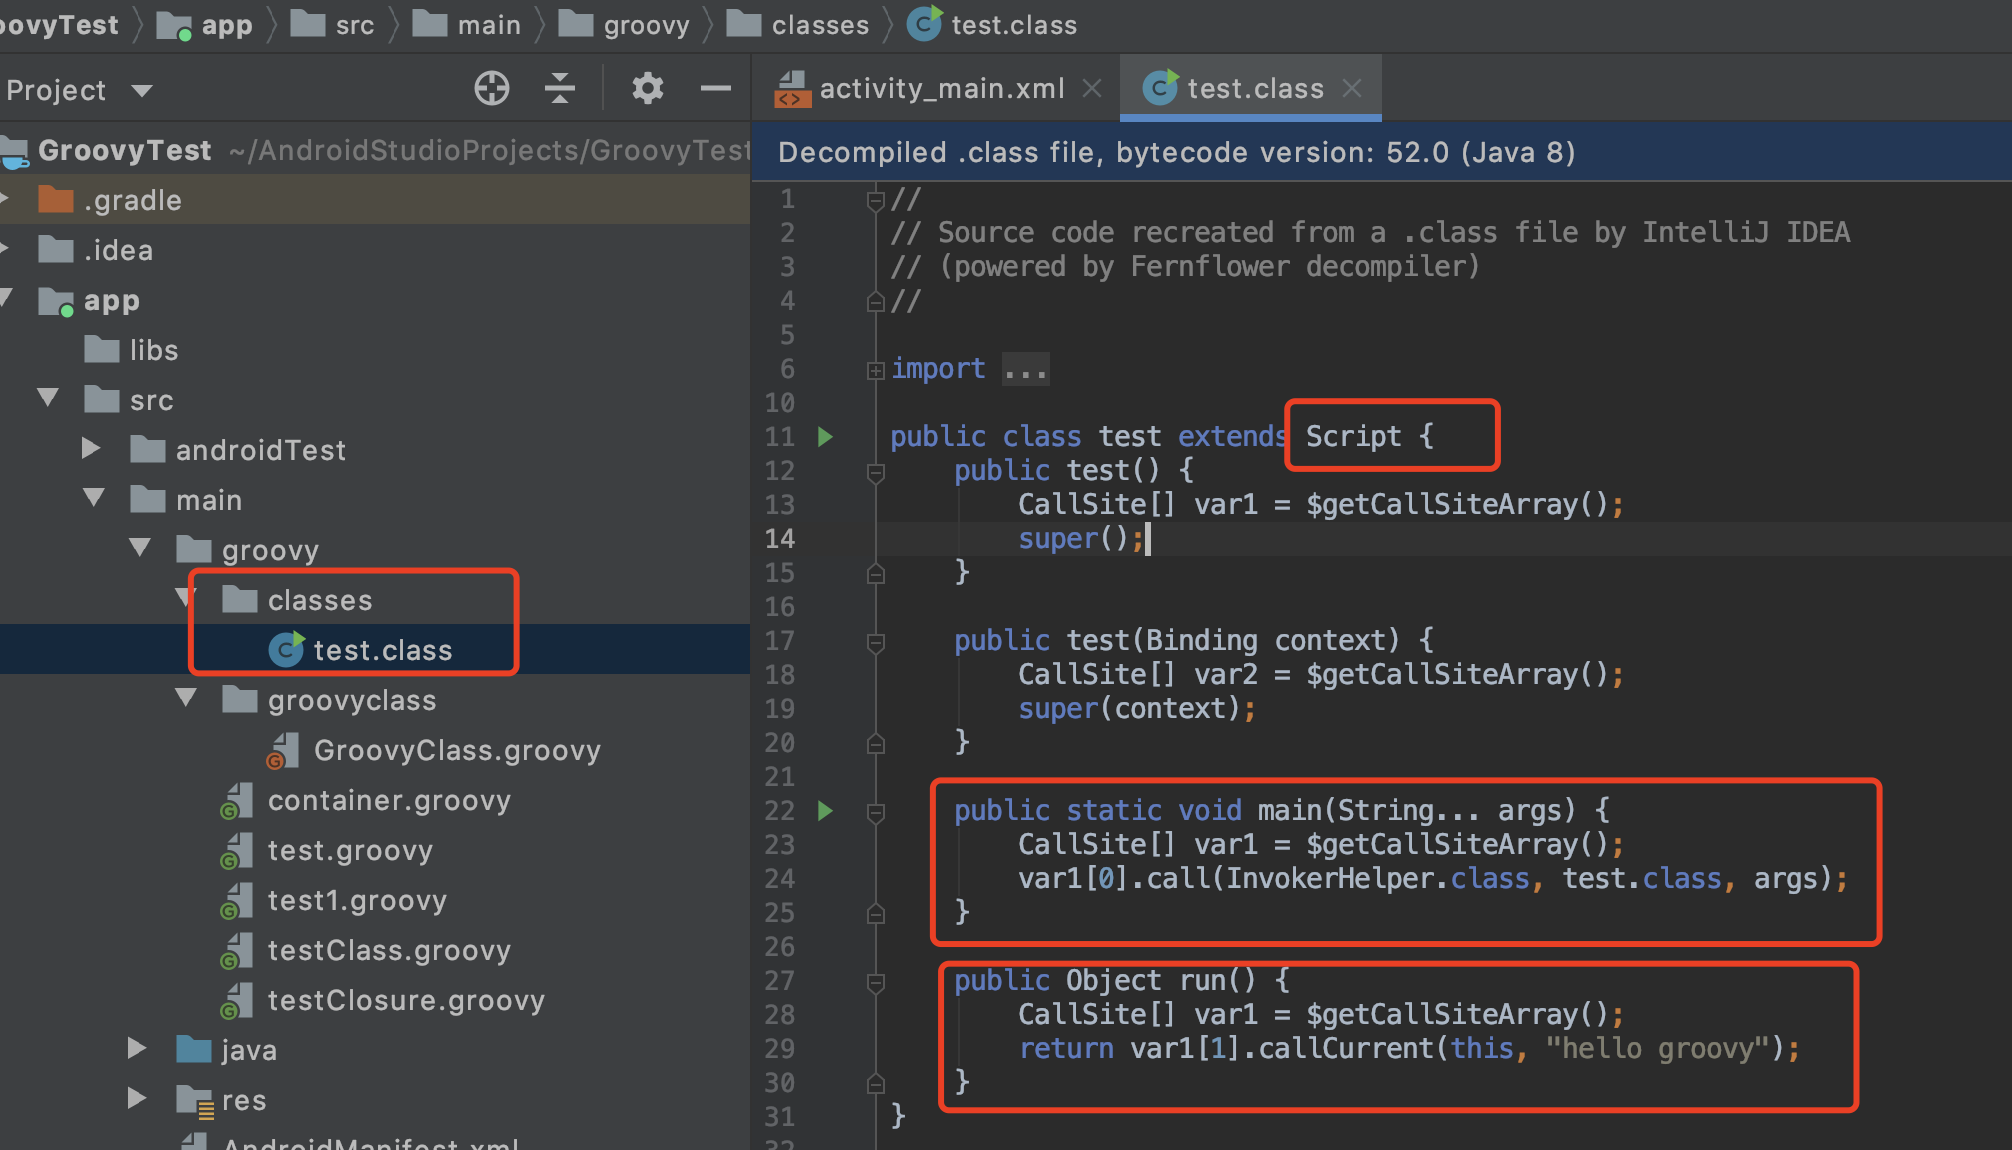 oovyTest app src main groovy classes test.class
Project
GroovyTest ~/AndroidStudioProjects/GroovyTest
.gradle
.idea
app
libs
src
androidTest
main
groovy
classes
test.class
groovyclass
GroovyClass.groovy
container.groovy
test.groovy
test1.groovy
testClass.groovy
testClosure.groovy
java
res
AndroidManifest.xml
activity_main.xml test.class
Decompiled .class file, bytecode version: 52.0 (Java 8)
1 //
2 // Source code recreated from a .class file by IntelliJ IDEA
3 // (powered by Fernflower decompiler)
4 //
5
6 import ...
10
11 public class test extends Script {
12 public test() {
13 CallSite[] var1 = $getCallSiteArray();
14 super();
15 }
16
17 public test(Binding context) {
18 CallSite[] var2 = $getCallSiteArray();
19 super(context);
20 }
21
22 public static void main(String... args) {
23 CallSite[] var1 = $getCallSiteArray();
24 var1[0].call(InvokerHelper.class, test.class, args);
25 }
26
27 public Object run() {
28 CallSite[] var1 = $getCallSiteArray();
29 return var1[1].callCurrent(this, "hello groovy");
30 }
31 }
32